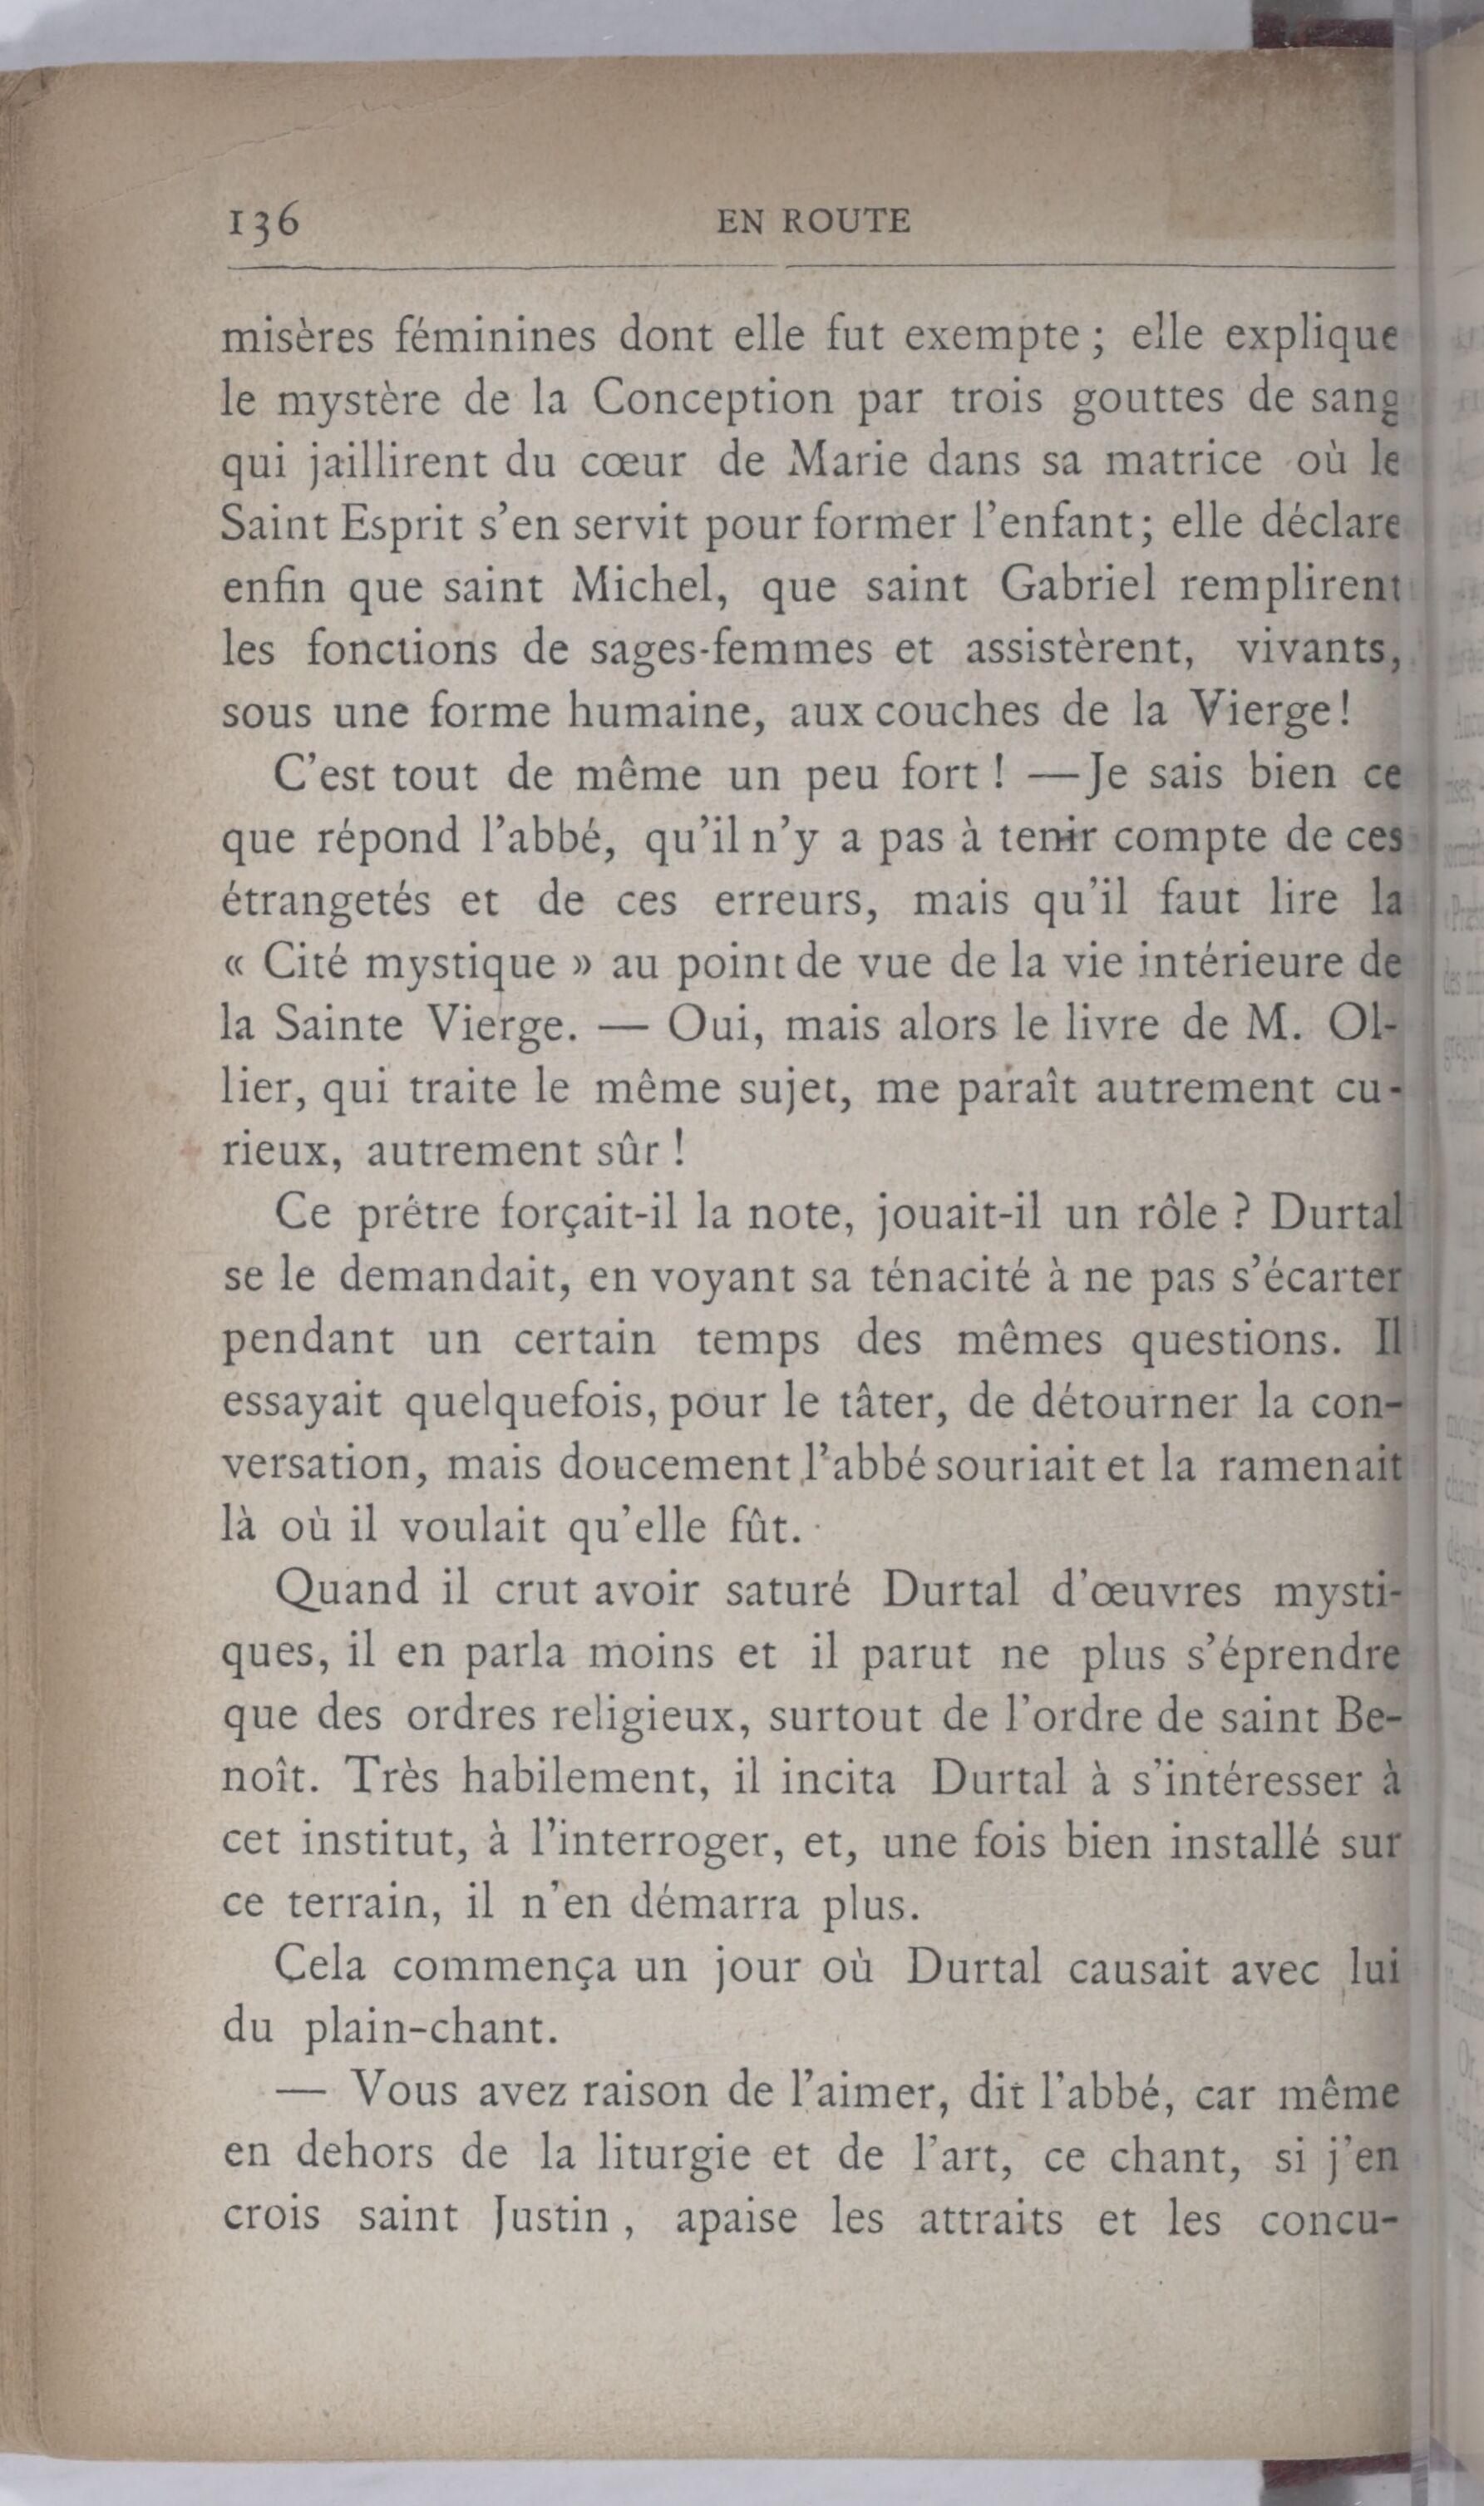 136 EN ROUTE
misères féminines dont elle fut exempte ; elle explique
le mystère de la Conception par trois gouttes de sang
qui jaillirent du cœur de Marie dans sa matrice où le
Saint Esprit s’en servit pour former l’enfant ; elle déclare
enfin que saint Michel, que saint Gabriel remplirent
les fonctions de sages-femmes et assistèrent, vivants,
sous une forme humaine, aux couches de la Vierge!
C’est tout de même un peu fort ! —Je sais bien ce
que répond l’abbé, qu’il n’y a pas à tenir compte de ces
étrangetés et de ces erreurs, mais qu’il faut lire la
« Cité mystique » au point de vue de la vie intérieure de
la Sainte Vierge. — Oui, mais alors le livre de M. Ol-
lier, qui traite le même sujet, me paraît autrement cu-
rieux, autrement sûr !
Ce prêtre forçait-il la note, jouait-il un rôle ? Durtal
se le demandait, en voyant sa ténacité à ne pas s’écarter
pendant un certain temps des mêmes questions. Il
essayait quelquefois, pour le tâter, de détourner la con-
versation, mais doucement l’abbé souriait et la ramenait
là où il voulait qu’elle fût.
Quand il crut avoir saturé Durtal d’œuvres mysti-
ques, il en parla moins et il parut ne plus s’éprendre
que des ordres religieux, surtout de l’ordre de saint Be-
noît. Très habilement, il incita Durtal à s’intéresser à
cet institut, à l’interroger, et, une fois bien installé sur
ce terrain, il n’en démarra plus.
Cela commença un jour où Durtal causait avec lui
du plain-chant.
— Vous avez raison de l’aimer, dit l’abbé, car même
en dehors de la liturgie et de l’art, ce chant, si j’en
crois saint Justin, apaise les attraits et les concu-